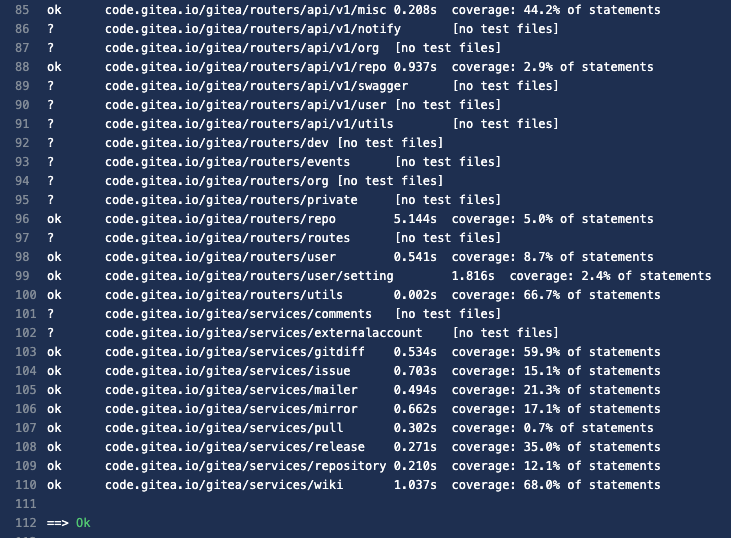 85 ok code.gitea.io/gitea/routers/api/v1/misc 0.208s coverage: 44.2% of statements
86 ? code.gitea.io/gitea/routers/api/v1/notify [no test files]
87 ? code.gitea.io/gitea/routers/api/v1/org [no test files]
88 ok code.gitea.io/gitea/routers/api/v1/repo 0.937s coverage: 2.9% of statements
89 ? code.gitea.io/gitea/routers/api/v1/swagger [no test files]
90 ? code.gitea.io/gitea/routers/api/v1/user [no test files]
91 ? code.gitea.io/gitea/routers/api/v1/utils [no test files]
92 ? code.gitea.io/gitea/routers/dev [no test files]
93 ? code.gitea.io/gitea/routers/events [no test files]
94 ? code.gitea.io/gitea/routers/org [no test files]
95 ? code.gitea.io/gitea/routers/private [no test files]
96 ok code.gitea.io/gitea/routers/repo 5.144s coverage: 5.0% of statements
97 ? code.gitea.io/gitea/routers/routes [no test files]
98 ok code.gitea.io/gitea/routers/user 0.541s coverage: 8.7% of statements
99 ok code.gitea.io/gitea/routers/user/setting 1.816s coverage: 2.4% of statements
100 ok code.gitea.io/gitea/routers/utils 0.002s coverage: 66.7% of statements
101 ? code.gitea.io/gitea/services/comments [no test files]
102 ? code.gitea.io/gitea/services/externalaccount [no test files]
103 ok code.gitea.io/gitea/services/gitdiff 0.534s coverage: 59.9% of statements
104 ok code.gitea.io/gitea/services/issue 0.703s coverage: 15.1% of statements
105 ok code.gitea.io/gitea/services/mailer 0.494s coverage: 21.3% of statements
106 ok code.gitea.io/gitea/services/mirror 0.662s coverage: 17.1% of statements
107 ok code.gitea.io/gitea/services/pull 0.302s coverage: 0.7% of statements
108 ok code.gitea.io/gitea/services/release 0.271s coverage: 35.0% of statements
109 ok code.gitea.io/gitea/services/repository 0.210s coverage: 12.1% of statements
110 ok code.gitea.io/gitea/services/wiki 1.037s coverage: 68.0% of statements
111
112 ==> Ok